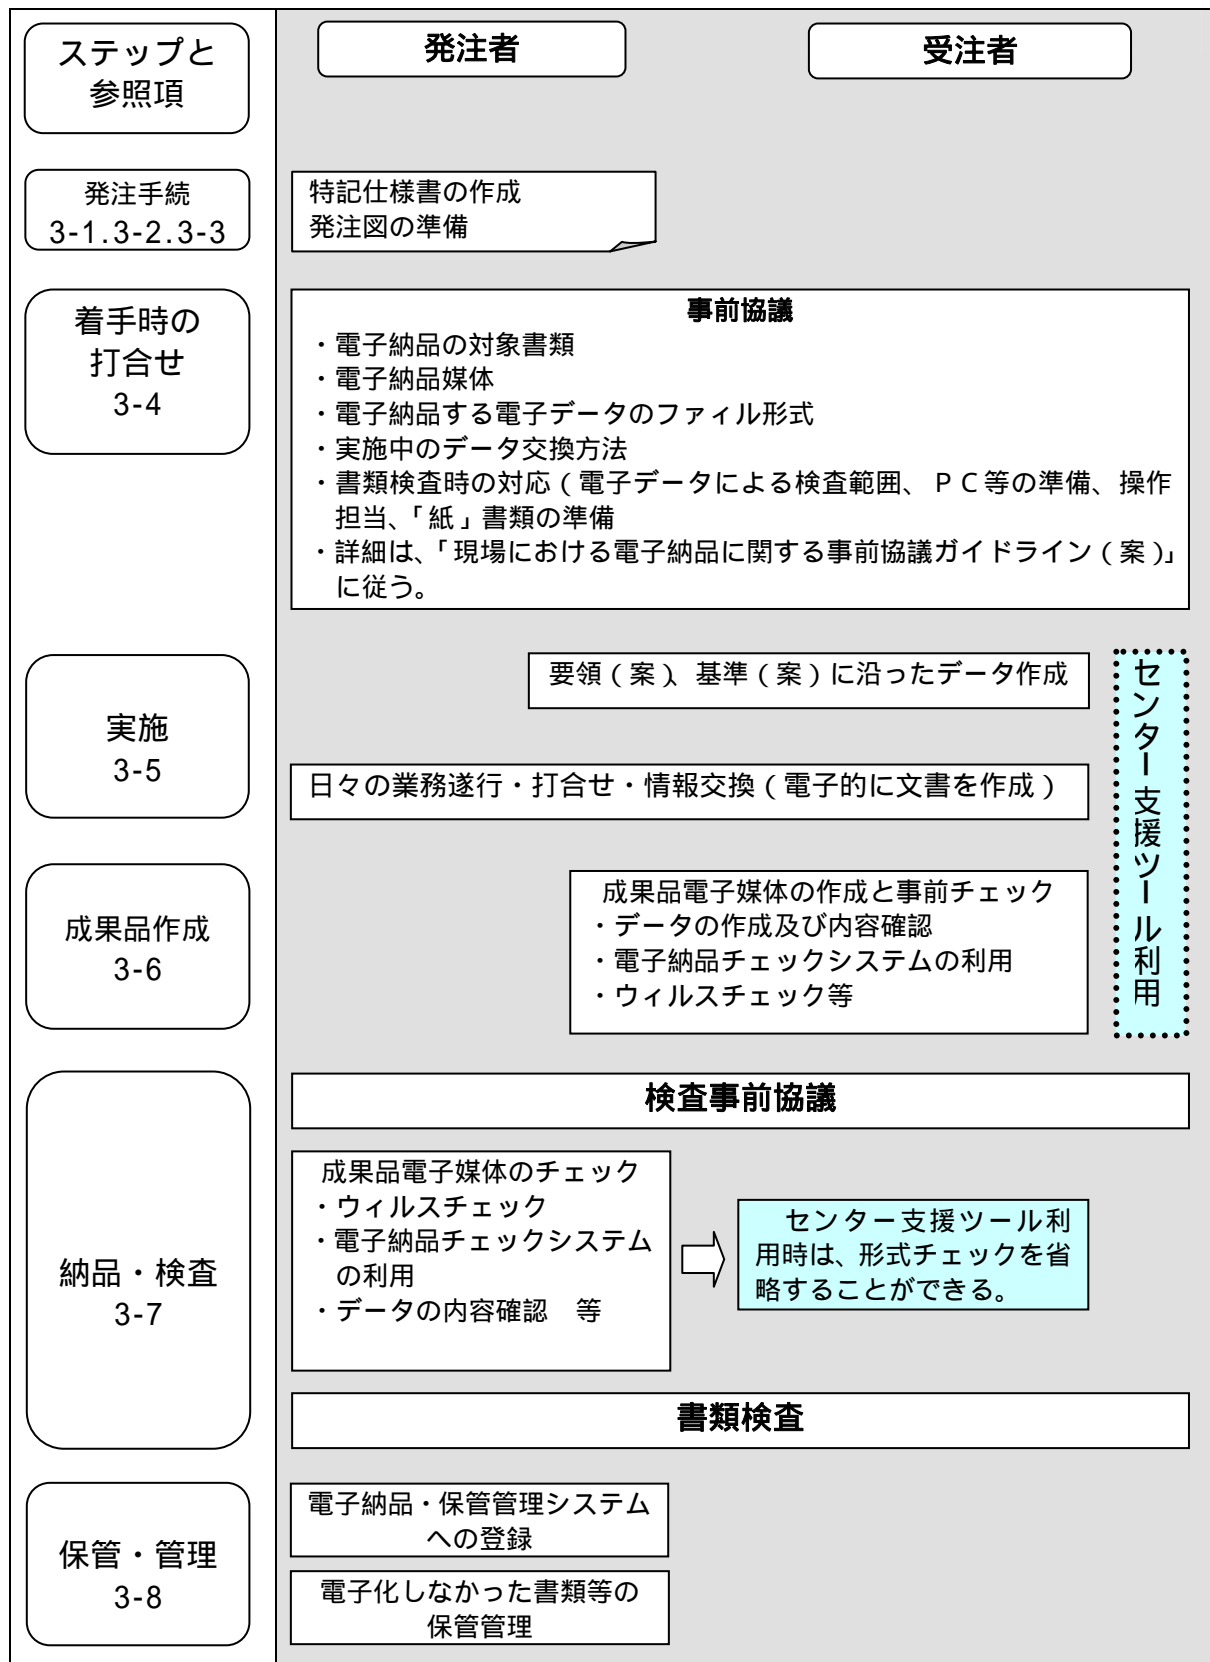 ステップと
参照項
発注者
受注者
発注手続
3-1.3-2.3-3
特記仕様書の作成
発注図の準備
着手時の
打合せ
3-4
事前協議
・電子納品の対象書類
・電子納品媒体
・電子納品する電子データのファィル形式
・実施中のデータ交換方法
・書類検査時の対応（電子データによる検査範囲、ＰＣ等の準備、操作
担当、「紙」書類の準備
・詳細は、「現場における電子納品に関する事前協議ガイドライン（案）」
に従う。
実施
3-5
要領（案）、基準（案）に沿ったデータ作成
日々の業務遂行・打合せ・情報交換（電子的に文書を作成）
センター支援ツール利用
成果品作成
3-6
成果品電子媒体の作成と事前チェック
・データの作成及び内容確認
・電子納品チェックシステムの利用
・ウィルスチェック等
納品・検査
3-7
検査事前協議
成果品電子媒体のチェック
・ウィルスチェック
・電子納品チェックシステム
の利用
・データの内容確認　等
センター支援ツール利
用時は、形式チェックを省
略することができる。
書類検査
保管・管理
3-8
電子納品・保管管理システム
への登録
電子化しなかった書類等の
保管管理